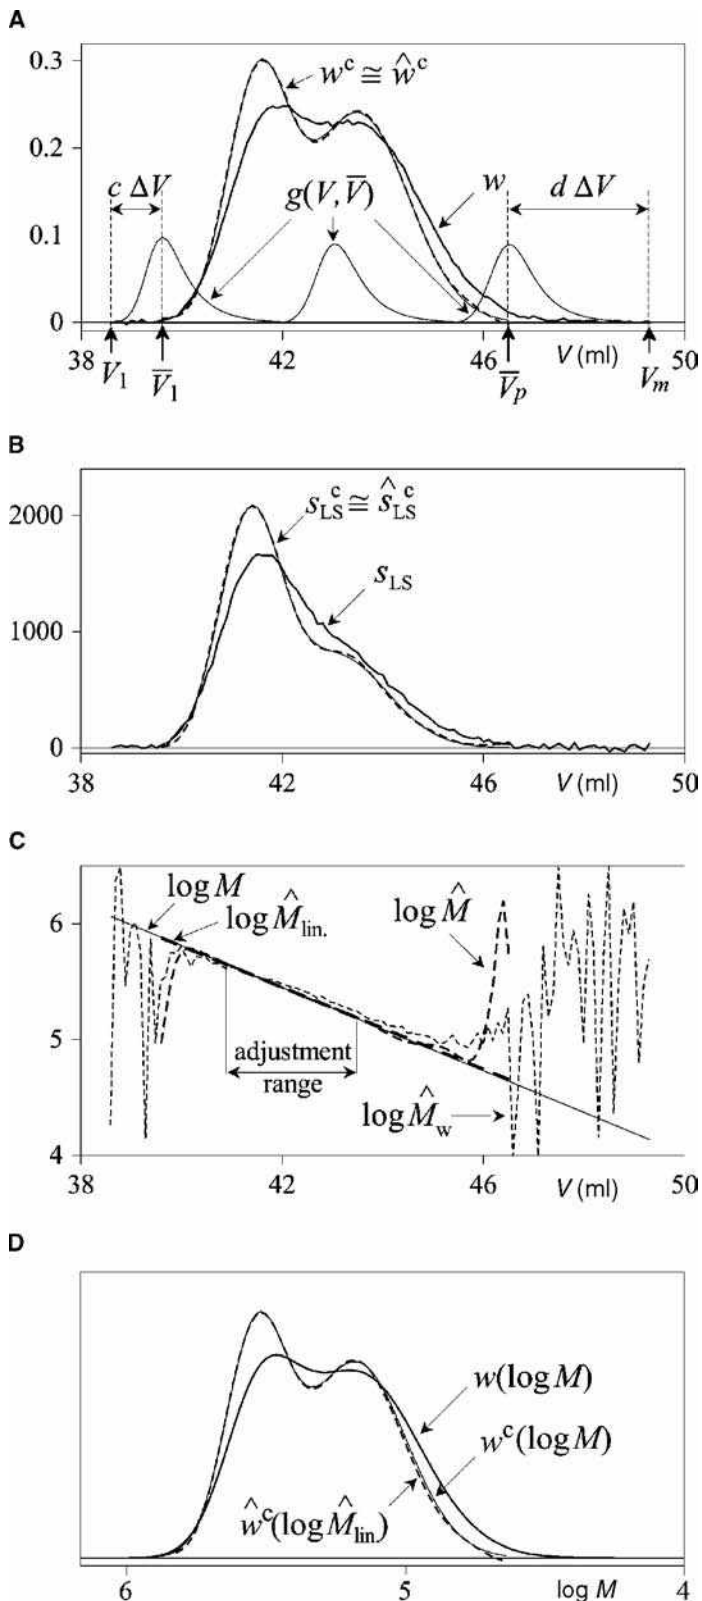 A
0.3
w^c ≅ ŵ^c
0.2
c ΔV
g(V, V̅)
w
d ΔV
0.1
0
38
42
46
V (ml)
50
V_1
V̅_1
V̅_p
V_m
B
2000
s_LS^c ≅ ŝ_LS^c
s_LS
1000
0
38
42
46
V (ml)
50
C
log M
log M̂_lin.
log M̂
6
5
adjustment
range
log M̂_w
4
38
42
46
V (ml)
50
D
w(log M)
w^c(log M)
ŵ^c(log M̂_lin.)
6
5
log M
4